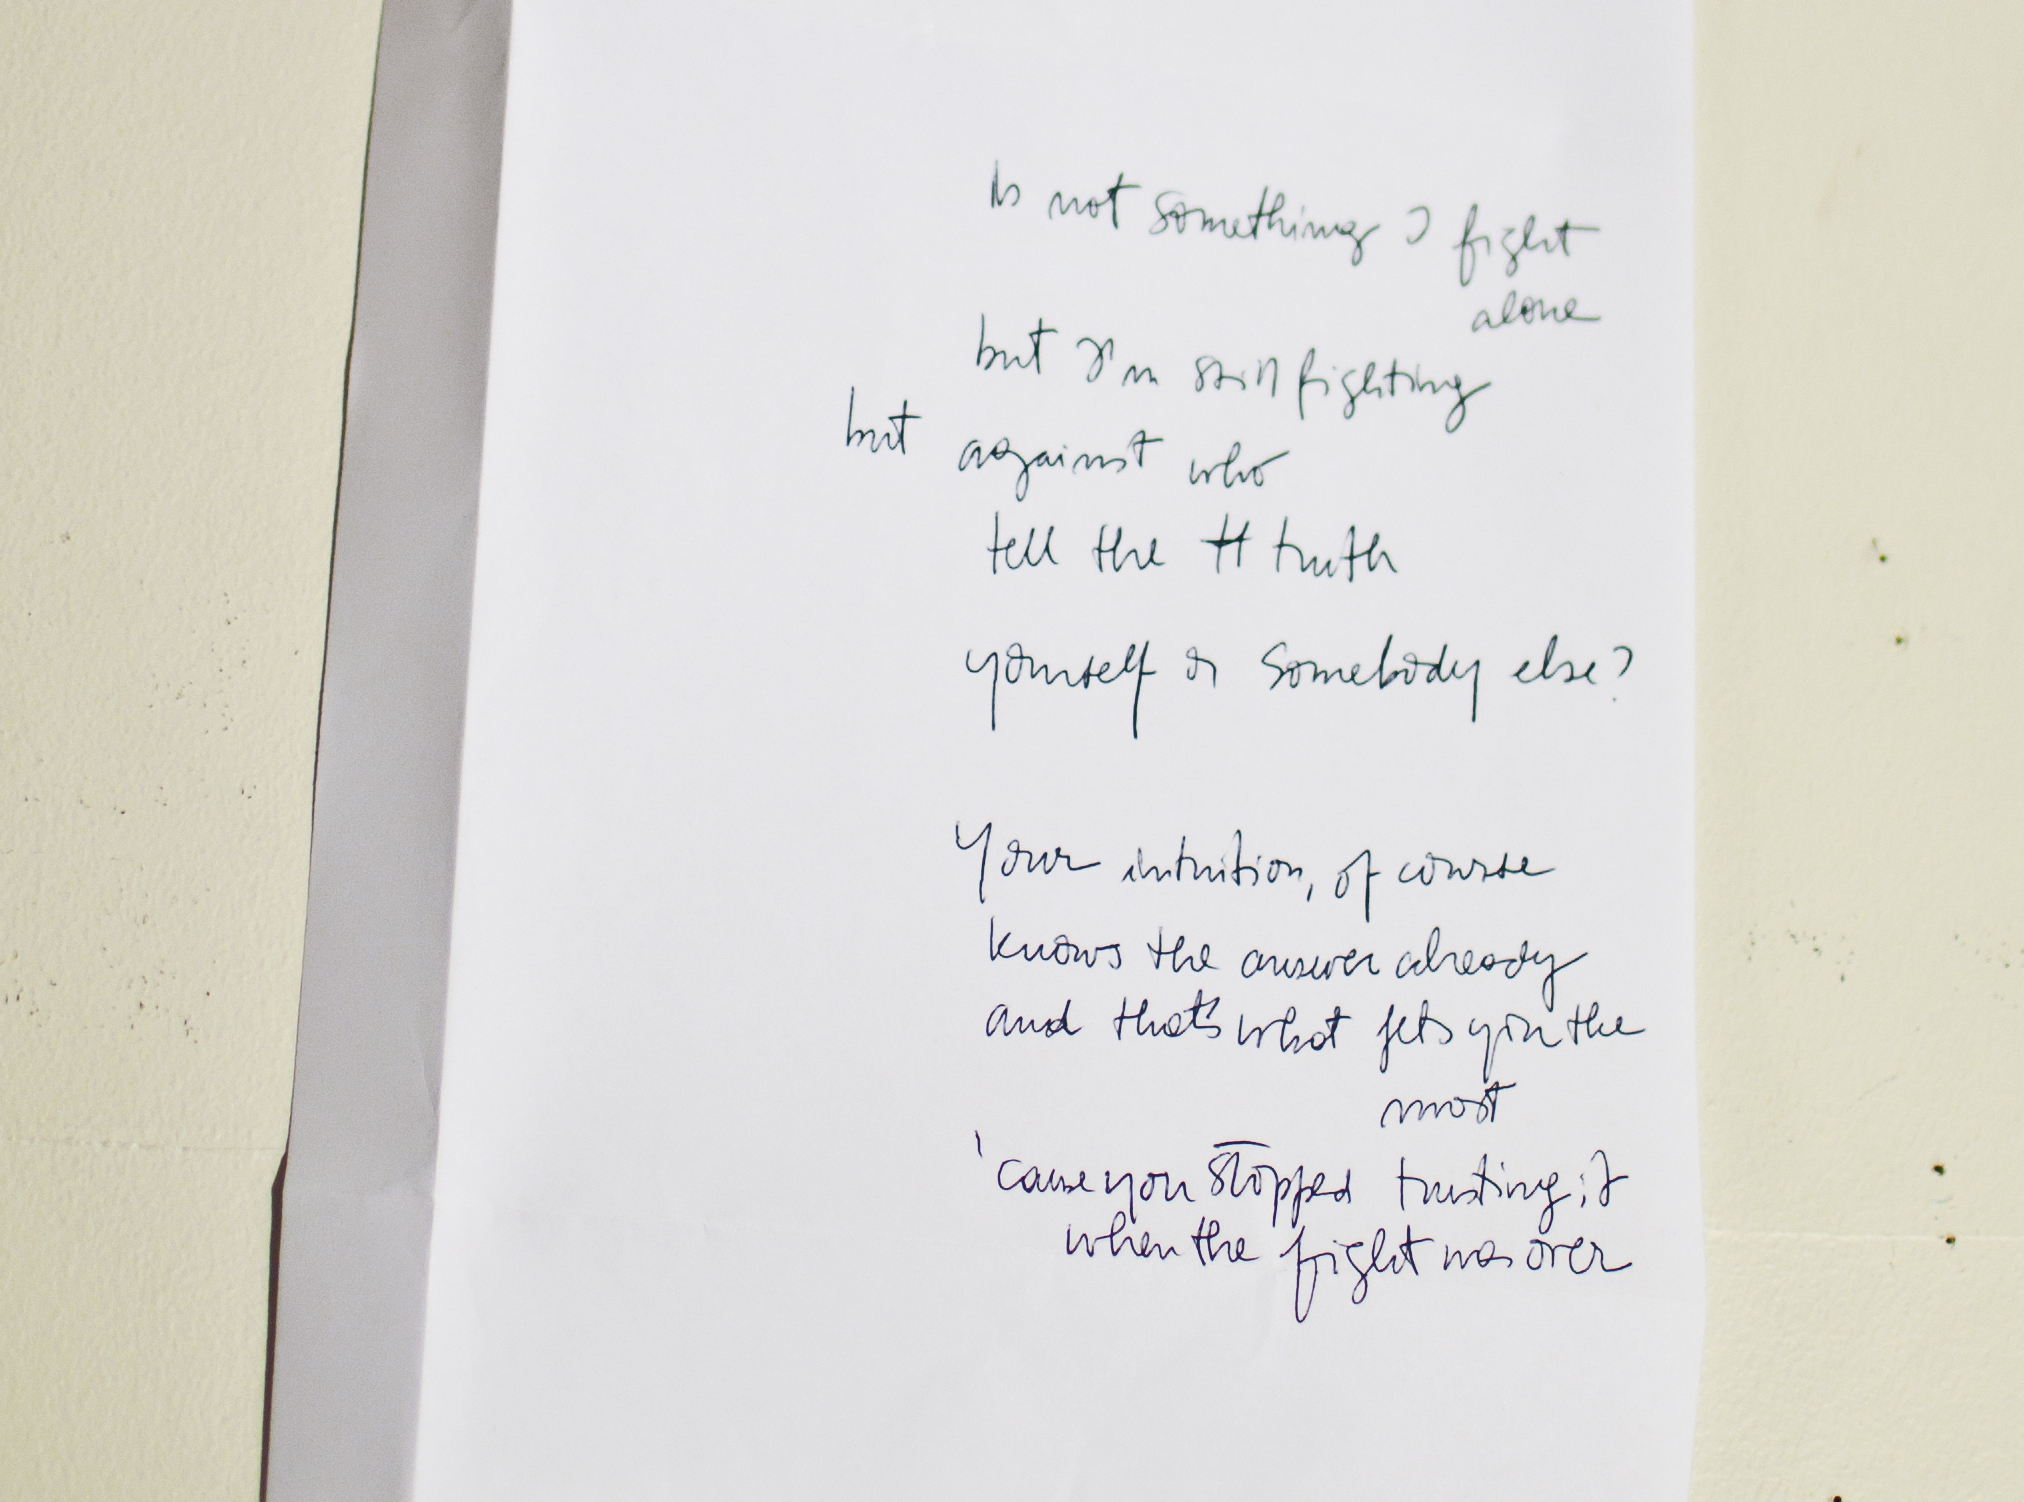 Is not something I fight
alone
but I'm still fighting
but against who
tell the tt truth
yourself or somebody else?
Your intuition, of course
knows the answer already
and that's what gets you the
most
'cause you stopped trusting it
when the fight was over